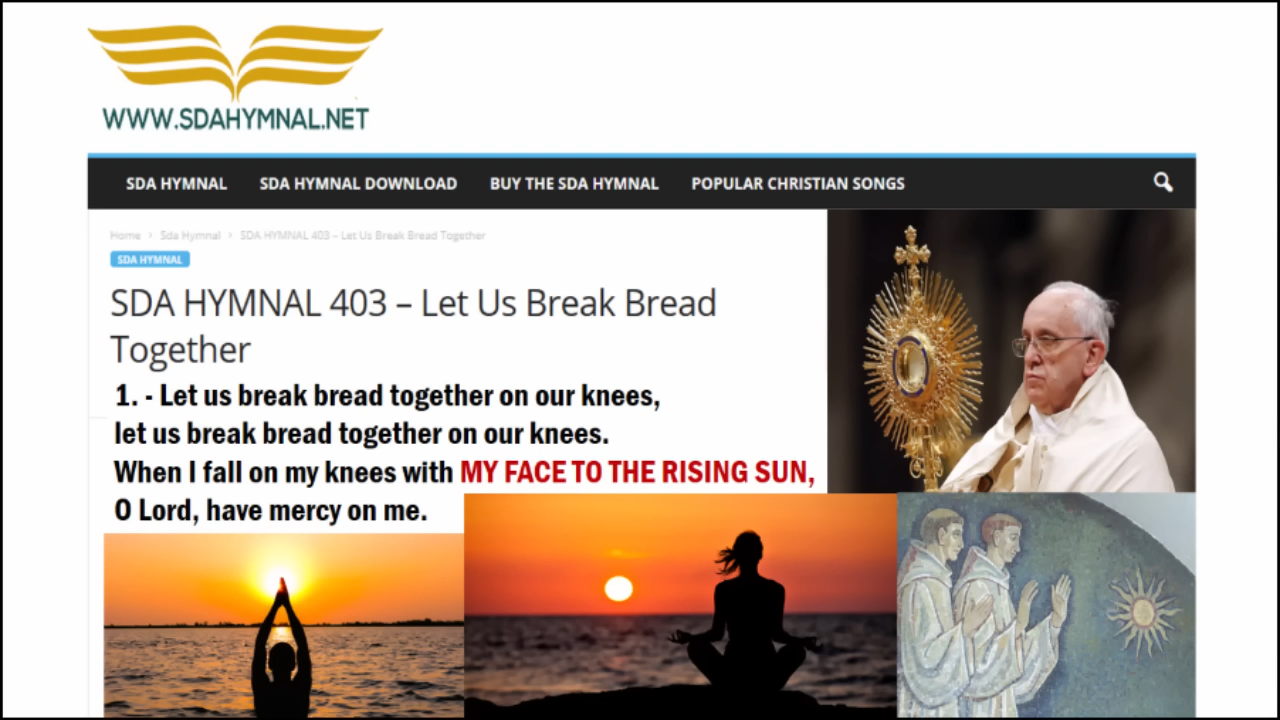 WWW.SDAHYMNAL.NET
SDA HYMNAL SDA HYMNAL DOWNLOAD BUY THE SDA HYMNAL POPULAR CHRISTIAN SONGS
Home › Sda Hymnal › SDA HYMNAL 403 – Let Us Break Bread Together
SDA HYMNAL
SDA HYMNAL 403 – Let Us Break Bread
Together
1. - Let us break bread together on our knees,
let us break bread together on our knees.
When I fall on my knees with MY FACE TO THE RISING SUN,
O Lord, have mercy on me.